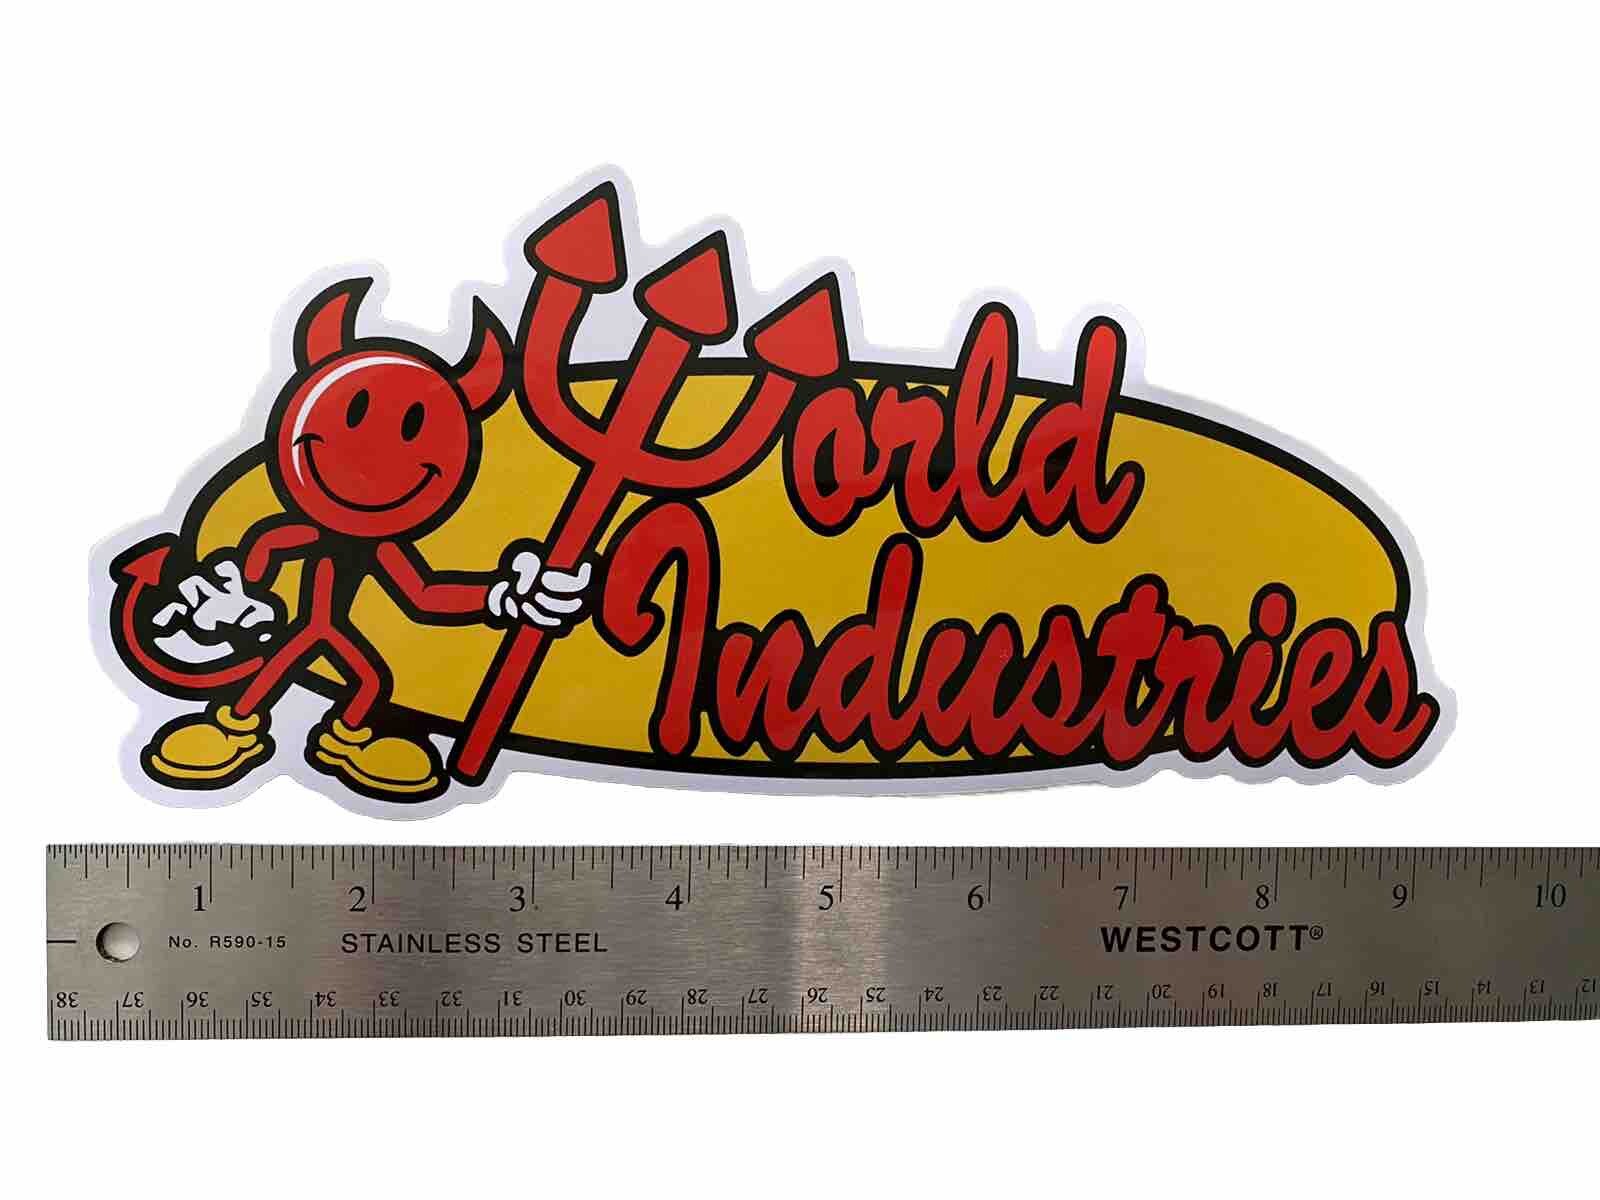 World
Industries
1 2 3 4 5 6 7 8 9 10
No. R590-15 STAINLESS STEEL WESTCOTT®
38 37 36 35 34 33 32 31 30 29 28 27 26 25 24 23 22 21 20 19 18 17 16 15 14 13 12